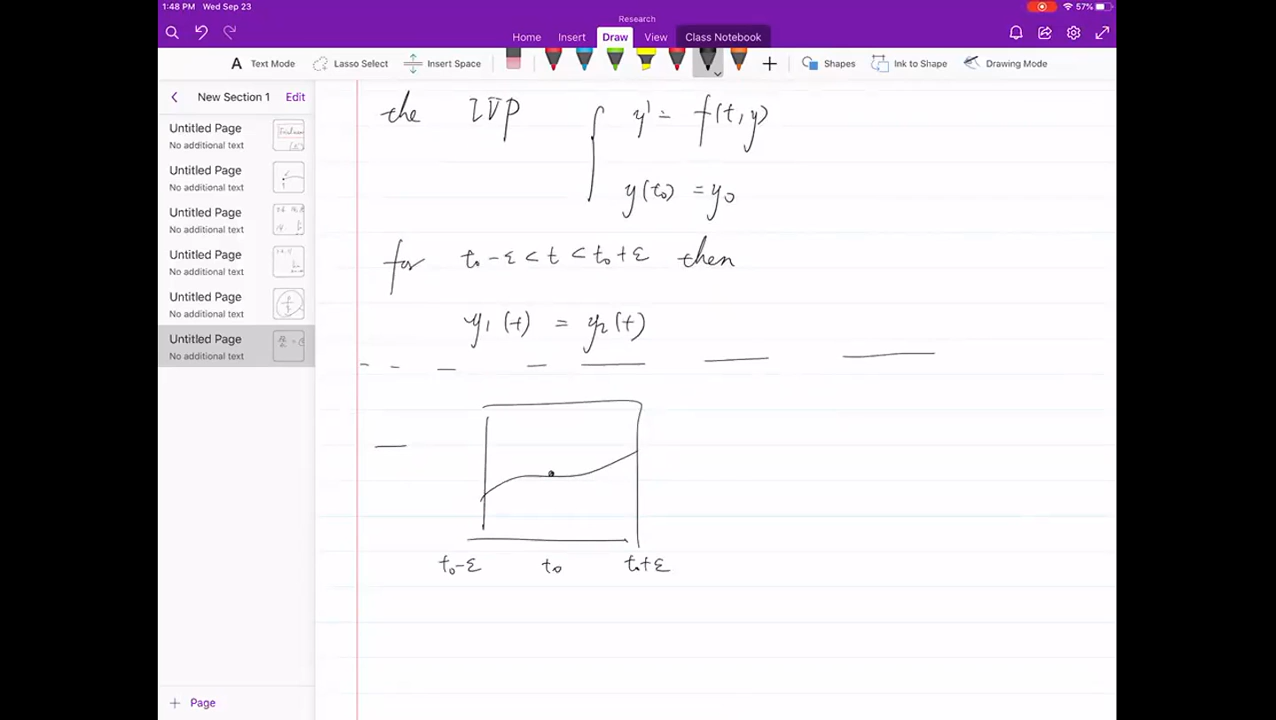 1:48 PM Wed Sep 23
57%
Research
Home Insert Draw View Class Notebook
Text Mode Lasso Select Insert Space Shapes Ink to Shape Drawing Mode
New Section 1 Edit
Untitled Page
No additional text
Untitled Page
No additional text
Untitled Page
No additional text
Untitled Page
No additional text
Untitled Page
No additional text
Untitled Page
No additional text
Page
the IVP y' = f(t,y)
y(t₀) = y₀
for t₀-ε < t < t₀+ε then
y₁(t) = y₂(t)
t₀-ε t₀ t₀+ε